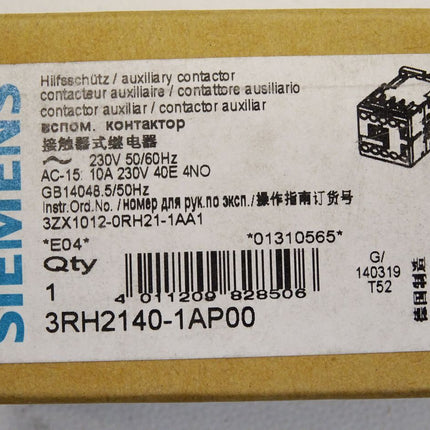 SIEMENS
Hilfsschütz / auxiliary contactor
contacteur auxiliaire / contattore ausiliario
contactor auxiliar / contactor auxiliar
вспом. контактор
接触器式继电器
~ 230V 50/60Hz
AC-15: 10A 230V 40E 4NO
GB14048.5/50Hz
Instr.Ord.No./номер для рук.по эксп./操作指南订货号
3ZX1012-0RH21-1AA1
*E04*
*01310565*
Qty
1
4 011209 828506
3RH2140-1AP00
G/
140319
T52
德国制造